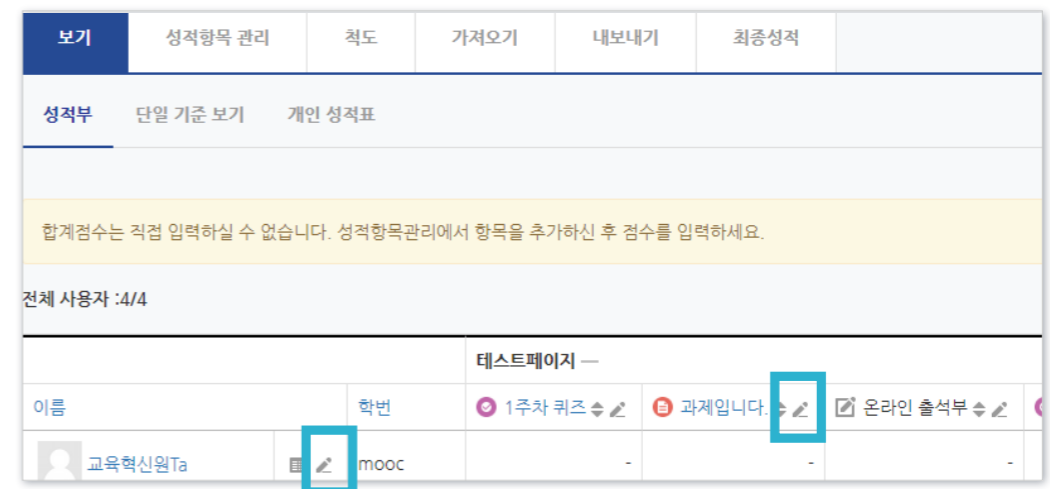 보기 성적항목 관리 척도 가져오기 내보내기 최종성적
성적부 단일 기준 보기 개인 성적표
합계점수는 직접 입력하실 수 없습니다. 성적항목관리에서 항목을 추가하신 후 점수를 입력하세요.
전체 사용자 :4/4
테스트페이지 —
이름 학번 1주차 퀴즈 과제입니다. 온라인 출석부
교육혁신원Ta mooc - - -